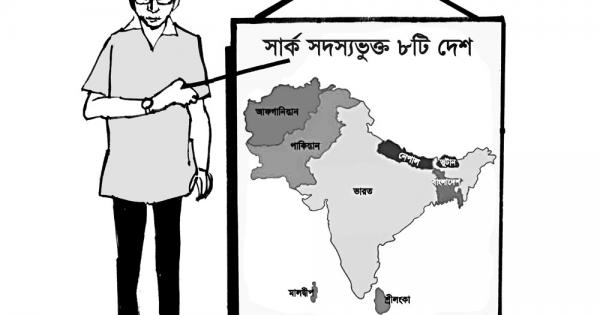 সার্ক সদস্যভুক্ত ৮টি দেশ
আফগানিস্তান
পাকিস্তান
নেপাল
ভুটান
বাংলাদেশ
ভারত
মালদ্বীপ
শ্রীলংকা